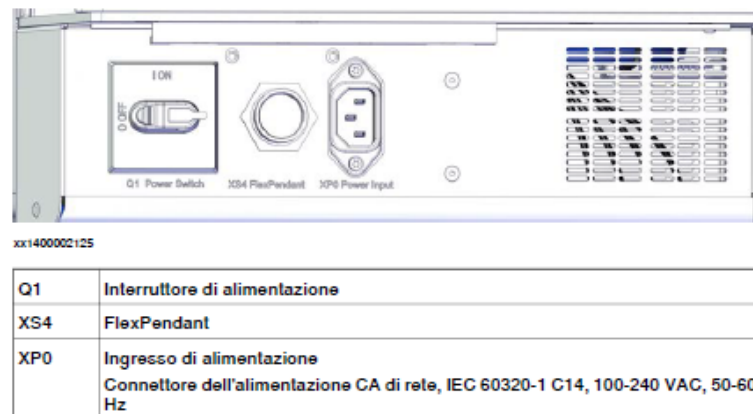 I ON
O OFF
Q1 Power Switch
XS4 FlexPendant
XP0 Power Input
xx1400002125
Q1 Interruttore di alimentazione
XS4 FlexPendant
XP0 Ingresso di alimentazione
Connettore dell'alimentazione CA di rete, IEC 60320-1 C14, 100-240 VAC, 50-60
Hz